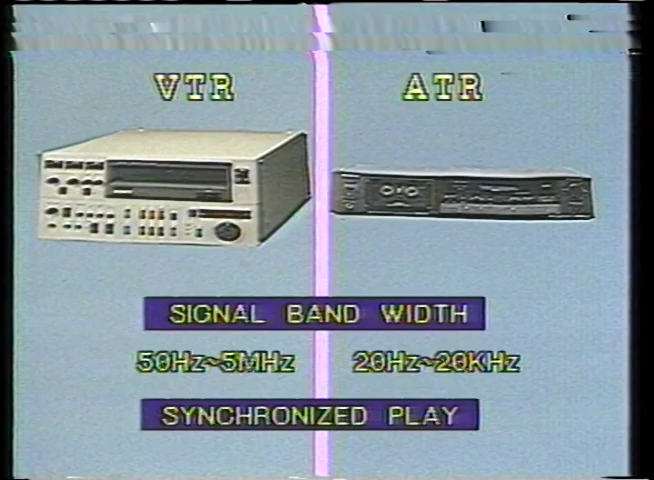 VTR ATR
SIGNAL BAND WIDTH
50Hz~5MHz 20Hz~20KHz
SYNCHRONIZED PLAY